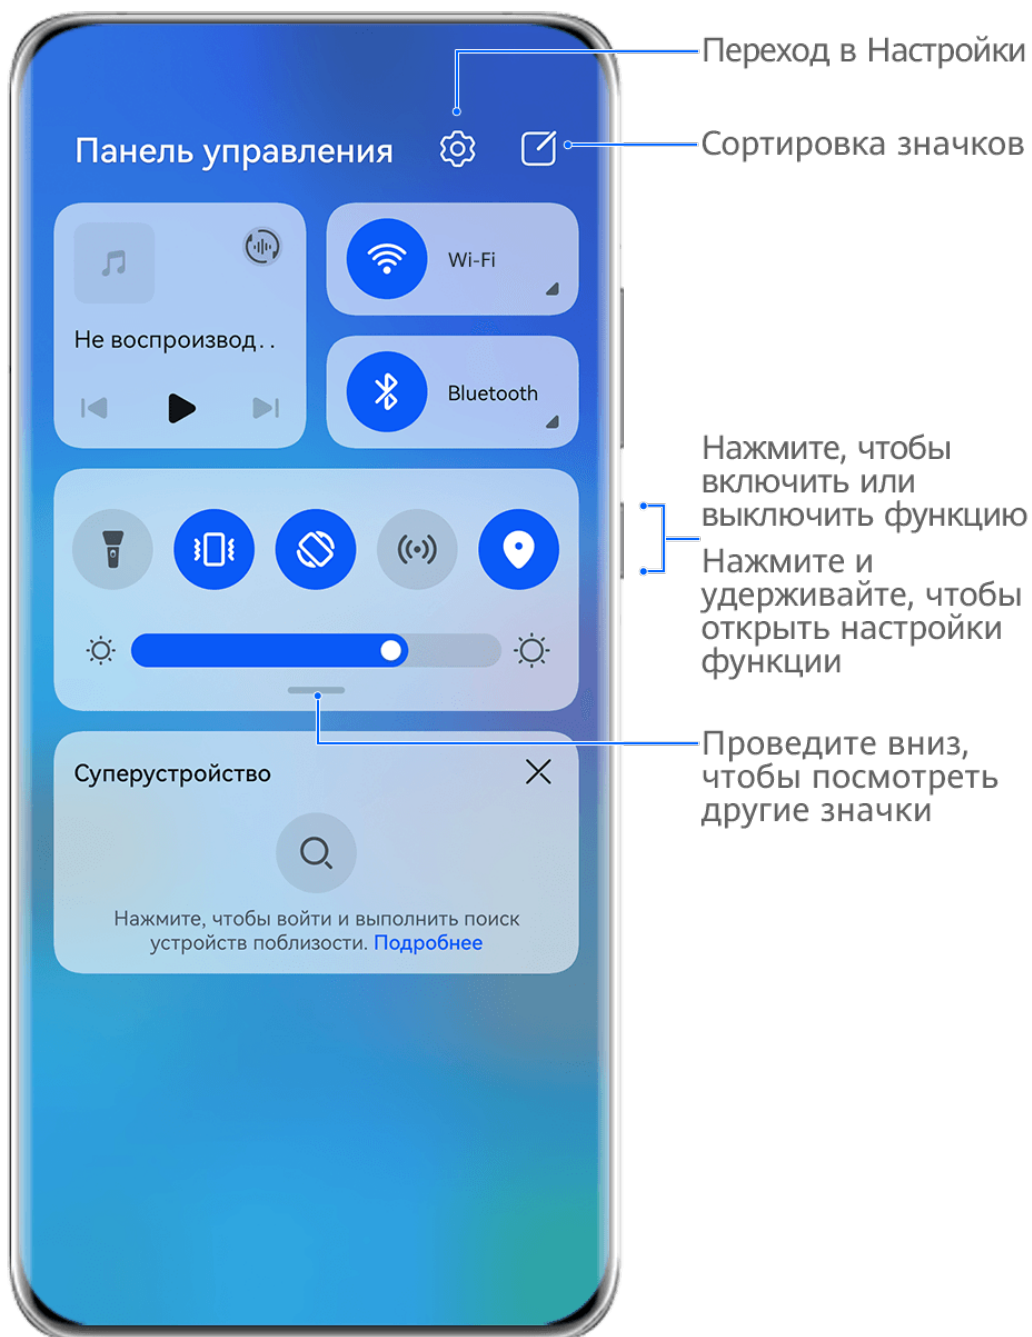 Переход в Настройки
Панель управления
Сортировка значков
Wi-Fi
Не воспроизвод..
Bluetooth
Нажмите, чтобы
включить или
выключить функцию
Нажмите и
удерживайте, чтобы
открыть настройки
функции
Проведите вниз,
чтобы посмотреть
другие значки
Суперустройство
Нажмите, чтобы войти и выполнить поиск
устройств поблизости. Подробнее